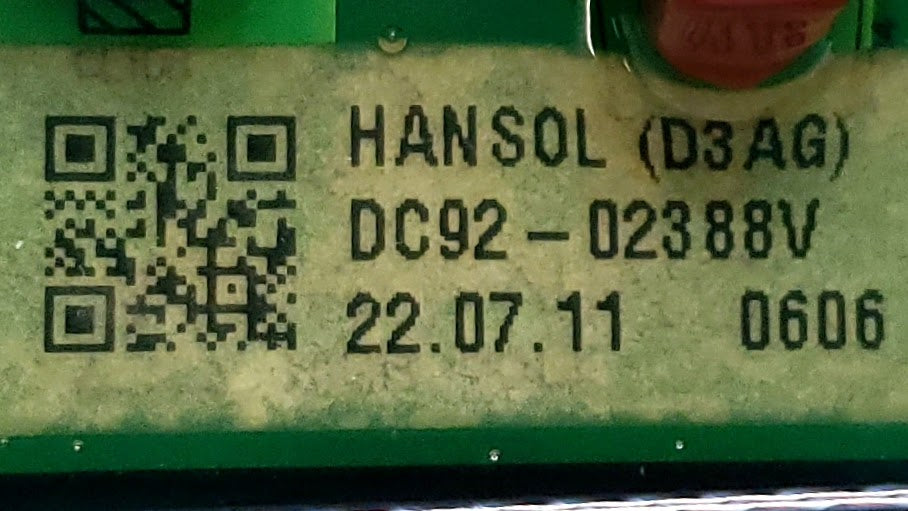 HANSOL (D3AG)
DC92-02388V
22.07.11 0606